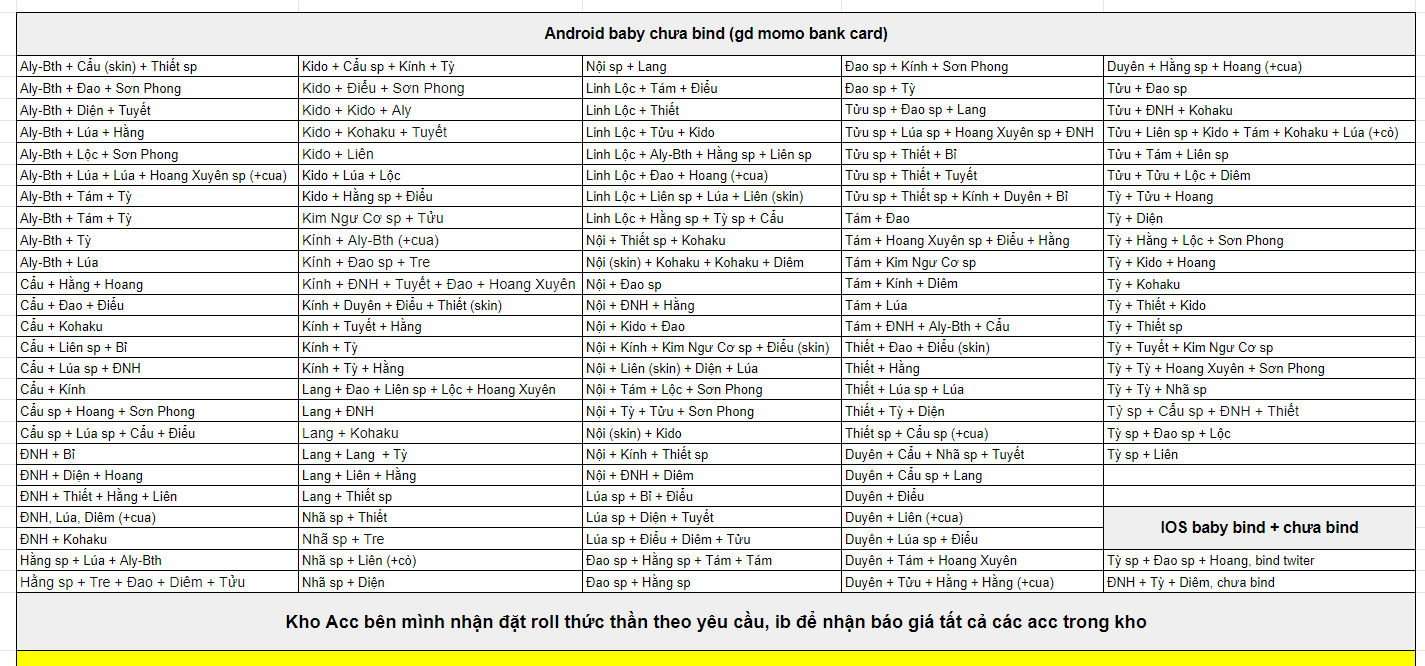 Android baby chưa bind (gd momo bank card)
Aly-Bth + Cẩu (skin) + Thiết sp
Kido + Cẩu sp + Kính + Tỳ
Nội sp + Lang
Đao sp + Kính + Sơn Phong
Duyên + Hằng sp + Hoang (+cua)
Aly-Bth + Đao + Sơn Phong
Kido + Điểu + Sơn Phong
Linh Lộc + Tám + Điểu
Đao sp + Tỳ
Tửu + Đao sp
Aly-Bth + Diện + Tuyết
Kido + Kido + Aly
Linh Lộc + Thiết
Tửu sp + Đao sp + Lang
Tửu + ĐNH + Kohaku
Aly-Bth + Lúa + Hằng
Kido + Kohaku + Tuyết
Linh Lộc + Tửu + Kido
Tửu sp + Lúa sp + Hoang Xuyên sp + ĐNH
Tửu + Liên sp + Kido + Tám + Kohaku + Lúa (+cò)
Aly-Bth + Lộc + Sơn Phong
Kido + Liên
Linh Lộc + Aly-Bth + Hằng sp + Liên sp
Tửu sp + Thiết + Bỉ
Tửu + Tám + Liên sp
Aly-Bth + Lúa + Lúa + Hoang Xuyên sp (+cua)
Kido + Lúa + Lộc
Linh Lộc + Đao + Hoang (+cua)
Tửu sp + Thiết + Tuyết
Tửu + Tửu + Lộc + Diêm
Aly-Bth + Tám + Tỳ
Kido + Hằng sp + Điểu
Linh Lộc + Liên sp + Lúa + Liên (skin)
Tửu sp + Thiết sp + Kính + Duyên + Bỉ
Tỳ + Tửu + Hoang
Aly-Bth + Tám + Tỳ
Kim Ngư Cơ sp + Tửu
Linh Lộc + Hằng sp + Tỳ sp + Cẩu
Tám + Đao
Tỳ + Diện
Aly-Bth + Tỳ
Kính + Aly-Bth (+cua)
Nội + Thiết sp + Kohaku
Tám + Hoang Xuyên sp + Điểu + Hằng
Tỳ + Hằng + Lộc + Sơn Phong
Aly-Bth + Lúa
Kính + Đao sp + Tre
Nội (skin) + Kohaku + Kohaku + Diêm
Tám + Kim Ngư Cơ sp
Tỳ + Kido + Hoang
Cẩu + Hằng + Hoang
Kính + ĐNH + Tuyết + Đao + Hoang Xuyên
Nội + Đao sp
Tám + Kính + Diêm
Tỳ + Kohaku
Cẩu + Đao + Điểu
Kính + Duyên + Điểu + Thiết (skin)
Nội + ĐNH + Hằng
Tám + Lúa
Tỳ + Thiết + Kido
Cẩu + Kohaku
Kính + Tuyết + Hằng
Nội + Kido + Đao
Tám + ĐNH + Aly-Bth + Cẩu
Tỳ + Thiết sp
Cẩu + Liên sp + Bỉ
Kính + Tỳ
Nội + Kính + Kim Ngư Cơ sp + Điểu (skin)
Thiết + Đao + Điểu (skin)
Tỳ + Tuyết + Kim Ngư Cơ sp
Cẩu + Lúa sp + ĐNH
Kính + Tỳ + Hằng
Nội + Liên (skin) + Diện + Lúa
Thiết + Hằng
Tỳ + Tỳ + Hoang Xuyên + Sơn Phong
Cẩu + Kính
Lang + Đao + Liên sp + Lộc + Hoang Xuyên
Nội + Tám + Lộc + Sơn Phong
Thiết + Lúa sp + Lúa
Tỳ + Tỳ + Nhã sp
Cẩu sp + Hoang + Sơn Phong
Lang + ĐNH
Nội + Tỳ + Tửu + Sơn Phong
Thiết + Tỳ + Diện
Tỷ sp + Cẩu sp + ĐNH + Thiết
Cẩu sp + Lúa sp + Cẩu + Điểu
Lang + Kohaku
Nội (skin) + Kido
Thiết sp + Cẩu sp (+cua)
Tỳ sp + Đao sp + Lộc
ĐNH + Bỉ
Lang + Lang + Tỳ
Nội + Kính + Thiết sp
Duyên + Cẩu + Nhã sp + Tuyết
Tỳ sp + Liên
ĐNH + Diện + Hoang
Lang + Liên + Hằng
Nội + ĐNH + Diêm
Duyên + Cẩu sp + Lang
ĐNH + Thiết + Hằng + Liên
Lang + Thiết sp
Lúa sp + Bỉ + Điểu
Duyên + Điểu
ĐNH, Lúa, Diêm (+cua)
Nhã sp + Thiết
Lúa sp + Diện + Tuyết
Duyên + Liên (+cua)
IOS baby bind + chưa bind
ĐNH + Kohaku
Nhã sp + Tre
Lúa sp + Điểu + Diêm + Tửu
Duyên + Lúa sp + Điểu
Hằng sp + Lúa + Aly-Bth
Nhã sp + Liên (+cò)
Đao sp + Hằng sp + Tám + Tám
Duyên + Tám + Hoang Xuyên
Tỳ sp + Đao sp + Hoang, bind twiter
Hằng sp + Tre + Đao + Diêm + Tửu
Nhã sp + Diện
Đao sp + Hằng sp
Duyên + Tửu + Hằng + Hằng (+cua)
ĐNH + Tỳ + Diêm, chưa bind
Kho Acc bên mình nhận đặt roll thức thần theo yêu cầu, ib để nhận báo giá tất cả các acc trong kho